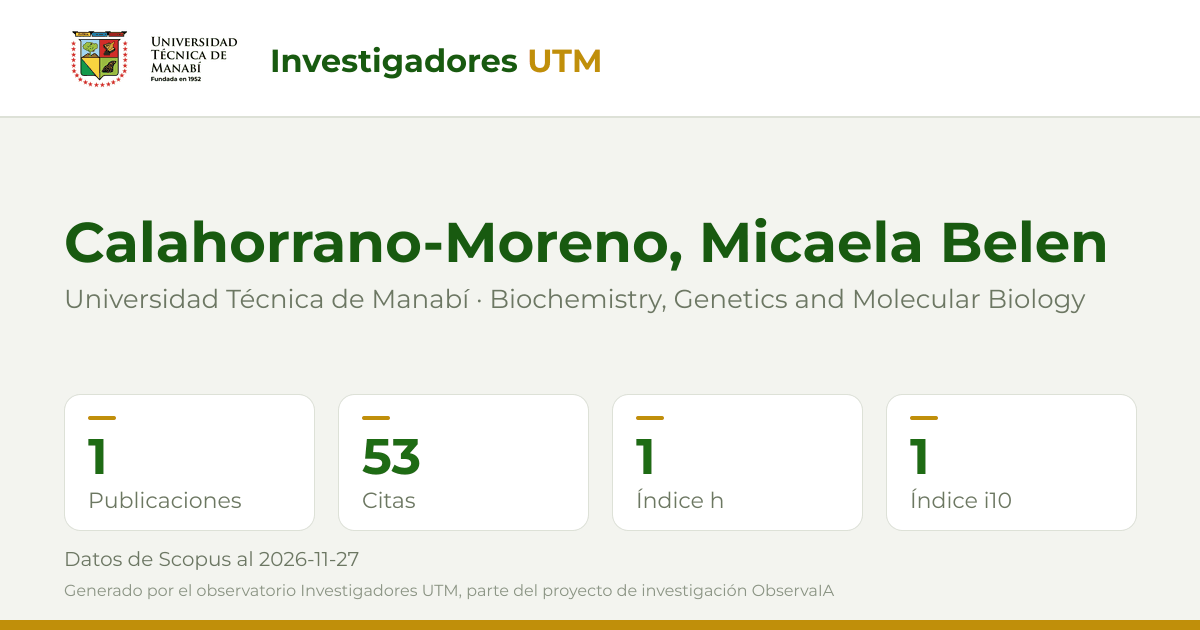 UNIVERSIDAD
TÉCNICA DE
MANABÍ
Fundada en 1952
Investigadores UTM
Calahorrano-Moreno, Micaela Belen
Universidad Técnica de Manabí · Biochemistry, Genetics and Molecular Biology
1
Publicaciones
53
Citas
1
Índice h
1
Índice i10
Datos de Scopus al 2026-11-27
Generado por el observatorio Investigadores UTM, parte del proyecto de investigación ObservaIA